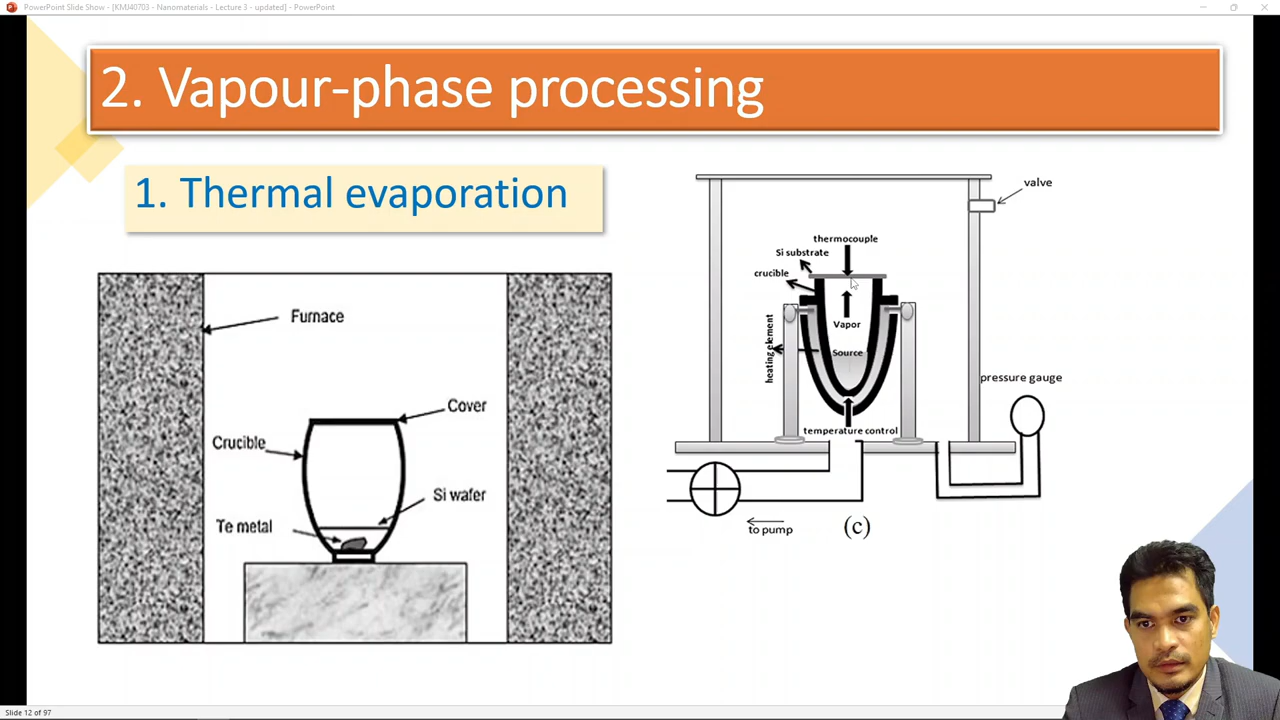 PowerPoint Slide Show - [KMJ40703 - Nanomaterials - Lecture 3 - updated] - PowerPoint
2. Vapour-phase processing
1. Thermal evaporation
Furnace
Cover
Crucible
Si wafer
Te metal
valve
thermocouple
Si substrate
crucible
Vapor
heating element
Source
pressure gauge
temperature control
to pump
(c)
Slide 12 of 97